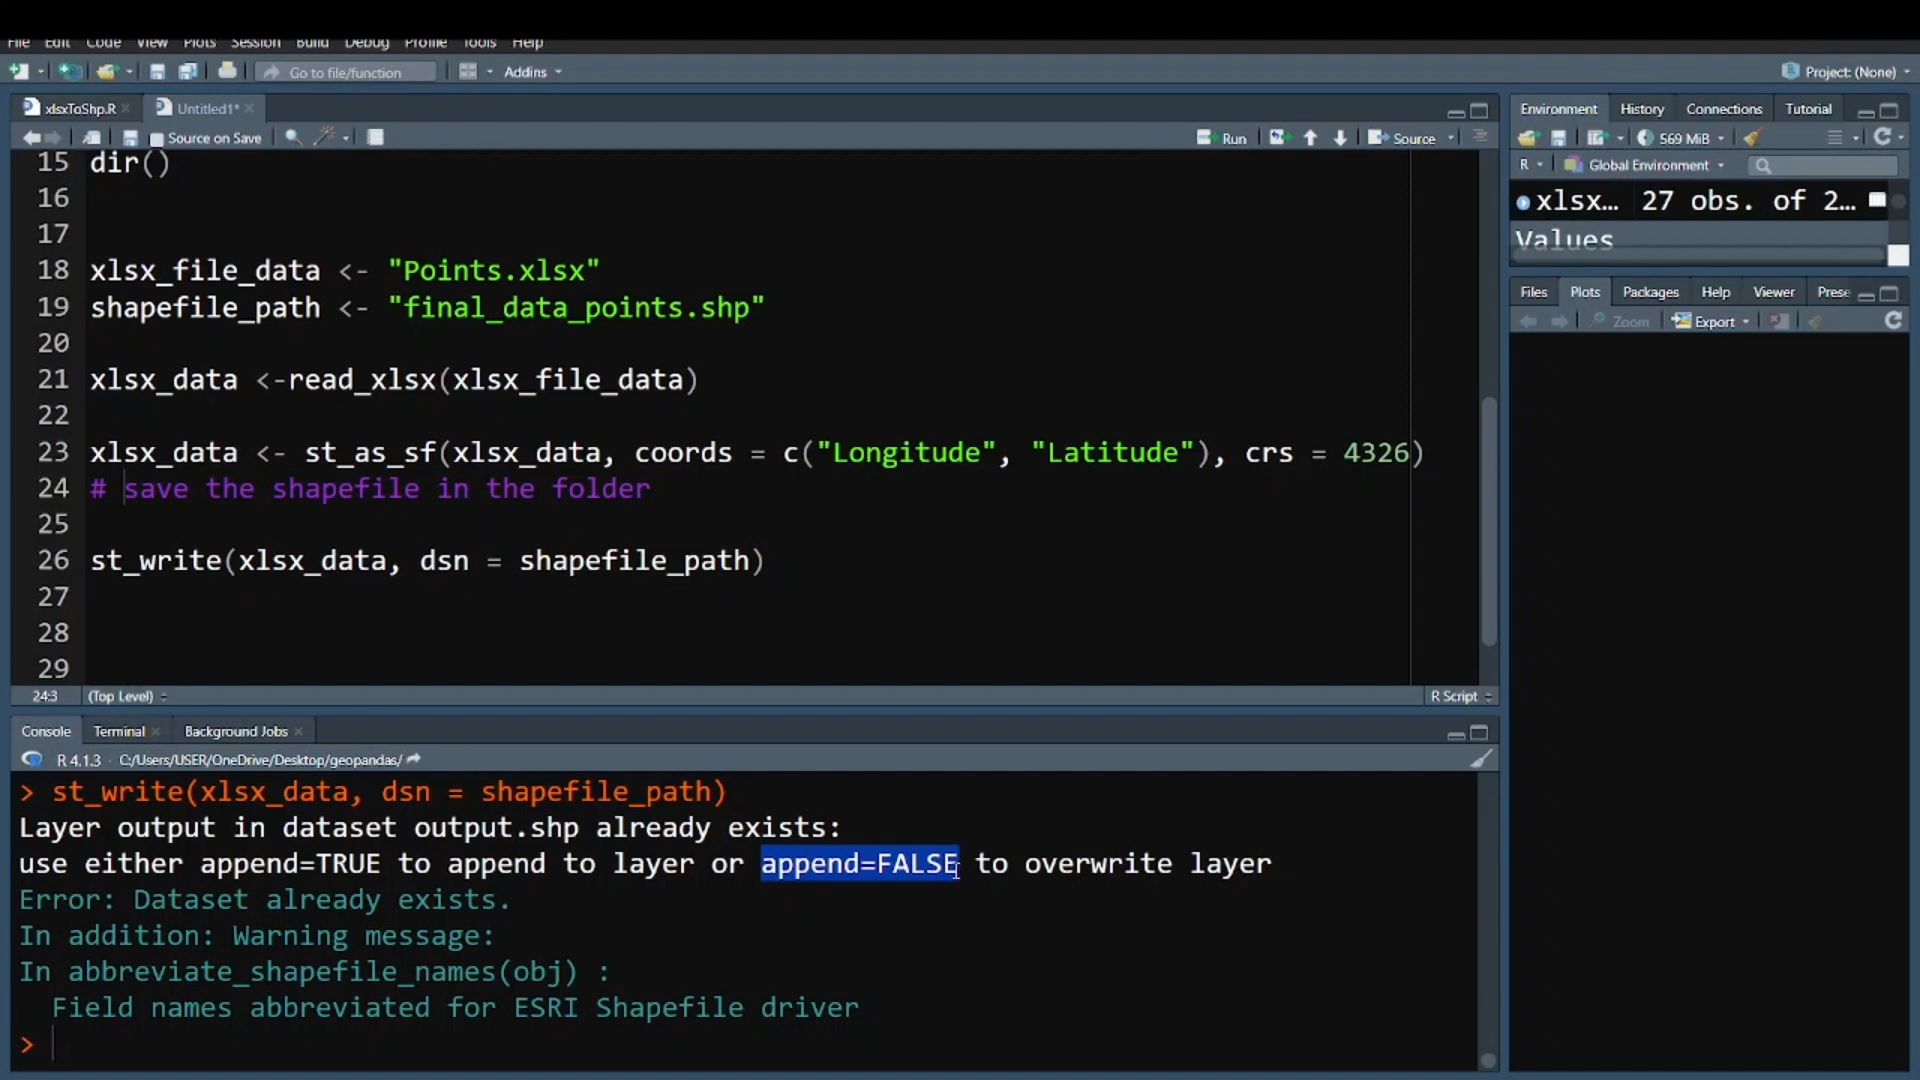 File Edit Code View Plots Session Build Debug Profile Tools Help
Go to file/function Addins Project: (None)
xlsxToShp.R Untitled1*
Source on Save Run Source
15 dir()
16
17
18 xlsx_file_data <- "Points.xlsx"
19 shapefile_path <- "final_data_points.shp"
20
21 xlsx_data <-read_xlsx(xlsx_file_data)
22
23 xlsx_data <- st_as_sf(xlsx_data, coords = c("Longitude", "Latitude"), crs = 4326)
24 # save the shapefile in the folder
25
26 st_write(xlsx_data, dsn = shapefile_path)
27
28
29
24:3 (Top Level) R Script
Console Terminal Background Jobs
R 4.1.3 · C:/Users/USER/OneDrive/Desktop/geopandas/
> st_write(xlsx_data, dsn = shapefile_path)
Layer output in dataset output.shp already exists:
use either append=TRUE to append to layer or append=FALSE to overwrite layer
Error: Dataset already exists.
In addition: Warning message:
In abbreviate_shapefile_names(obj) :
Field names abbreviated for ESRI Shapefile driver
>
Environment History Connections Tutorial
569 MiB
R Global Environment
xlsx… 27 obs. of 2…
Values
Files Plots Packages Help Viewer Prese
Zoom Export